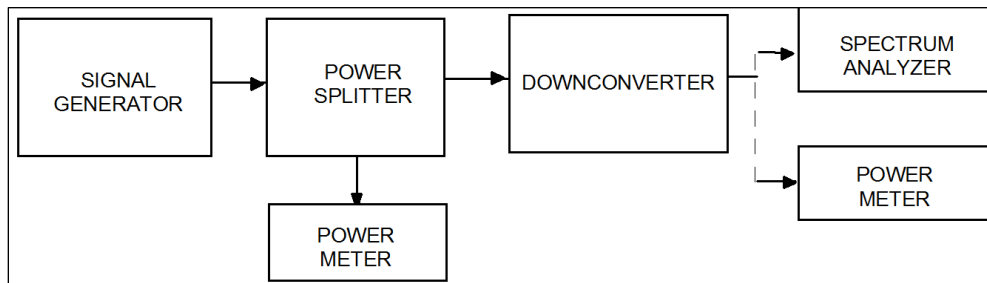 SIGNAL
GENERATOR
POWER
SPLITTER
DOWNCONVERTER
SPECTRUM
ANALYZER
POWER
METER
POWER
METER